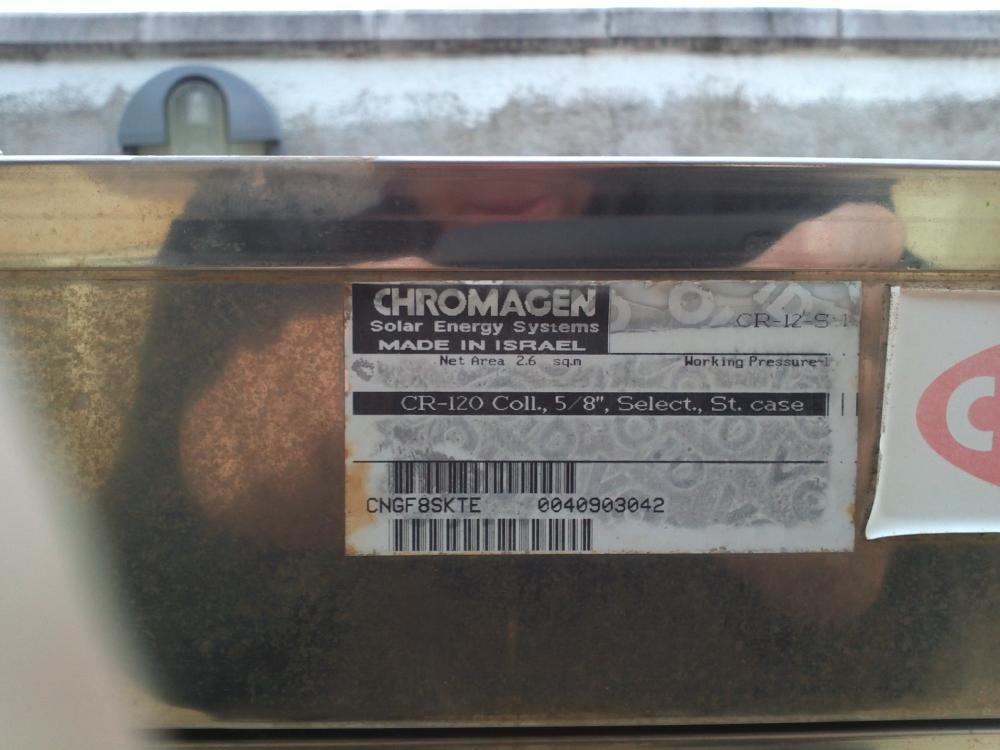 CHROMAGEN
Solar Energy Systems
MADE IN ISRAEL
CR-12-S
Net Area 2.6 sq.m
Working Pressure
CR-120 Coll., 5/8", Select., St. case
CNGF8SKTE 0040903042